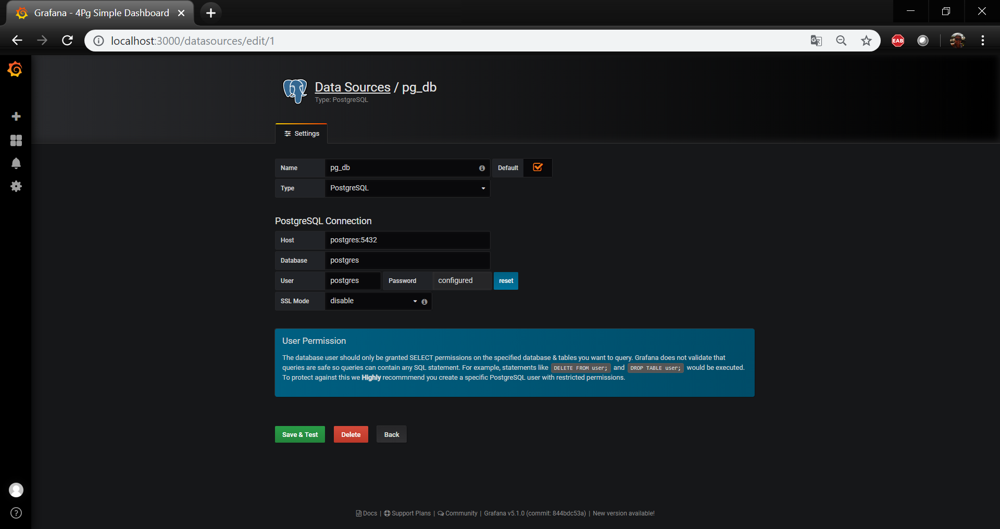 Grafana - 4Pg Simple Dashboard
localhost:3000/datasources/edit/1
EAB
Data Sources / pg_db
Type: PostgreSQL
Settings
Name pg_db Default
Type PostgreSQL
PostgreSQL Connection
Host postgres:5432
Database postgres
User postgres Password configured reset
SSL Mode disable
User Permission
The database user should only be granted SELECT permissions on the specified database & tables you want to query. Grafana does not validate that
queries are safe so queries can contain any SQL statement. For example, statements like DELETE FROM user; and DROP TABLE user; would be executed.
To protect against this we Highly recommmend you create a specific PostgreSQL user with restricted permissions.
Save & Test Delete Back
Docs | Support Plans | Community | Grafana v5.1.0 (commit: 844bdc53a) | New version available!